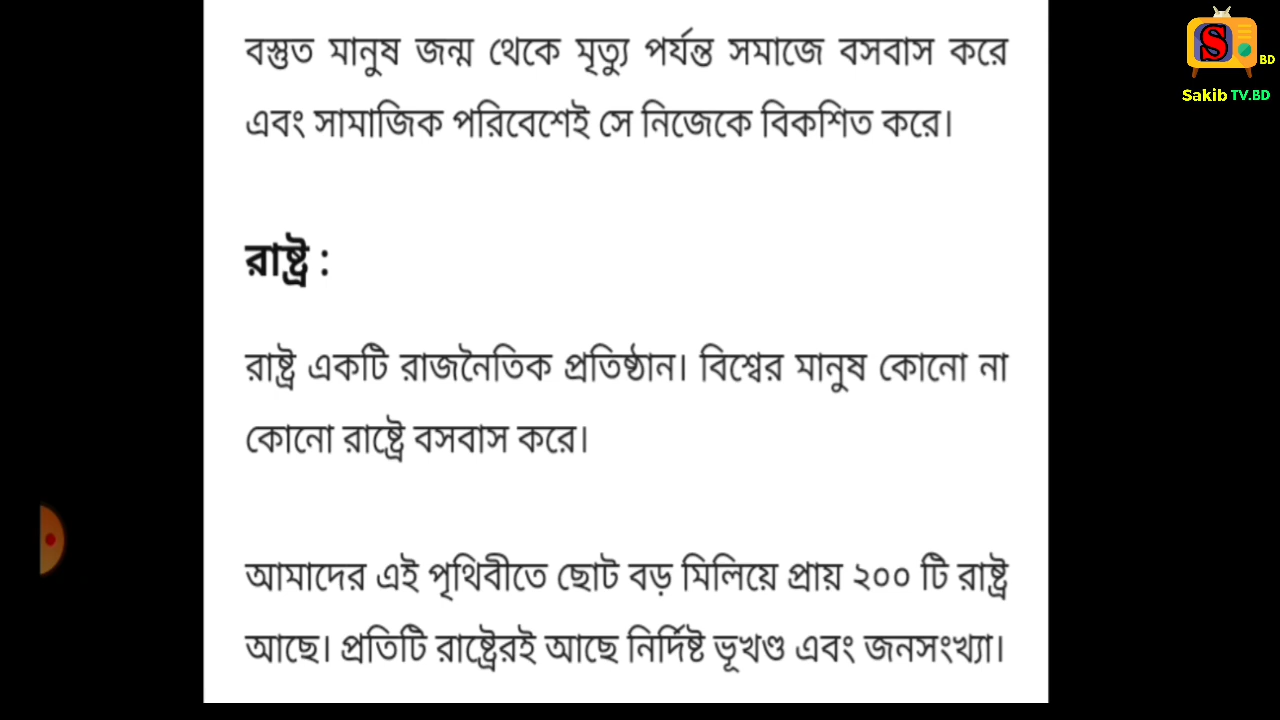 বস্তুত মানুষ জন্ম থেকে মৃত্যু পর্যন্ত সমাজে বসবাস করে
এবং সামাজিক পরিবেশেই সে নিজেকে বিকশিত করে।
রাষ্ট্র :
রাষ্ট্র একটি রাজনৈতিক প্রতিষ্ঠান। বিশ্বের মানুষ কোনো না
কোনো রাষ্ট্রে বসবাস করে।
আমাদের এই পৃথিবীতে ছোট বড় মিলিয়ে প্রায় ২০০ টি রাষ্ট্র
আছে। প্রতিটি রাষ্ট্রেরই আছে নির্দিষ্ট ভূখণ্ড এবং জনসংখ্যা।
S
BD
Sakib TV.BD